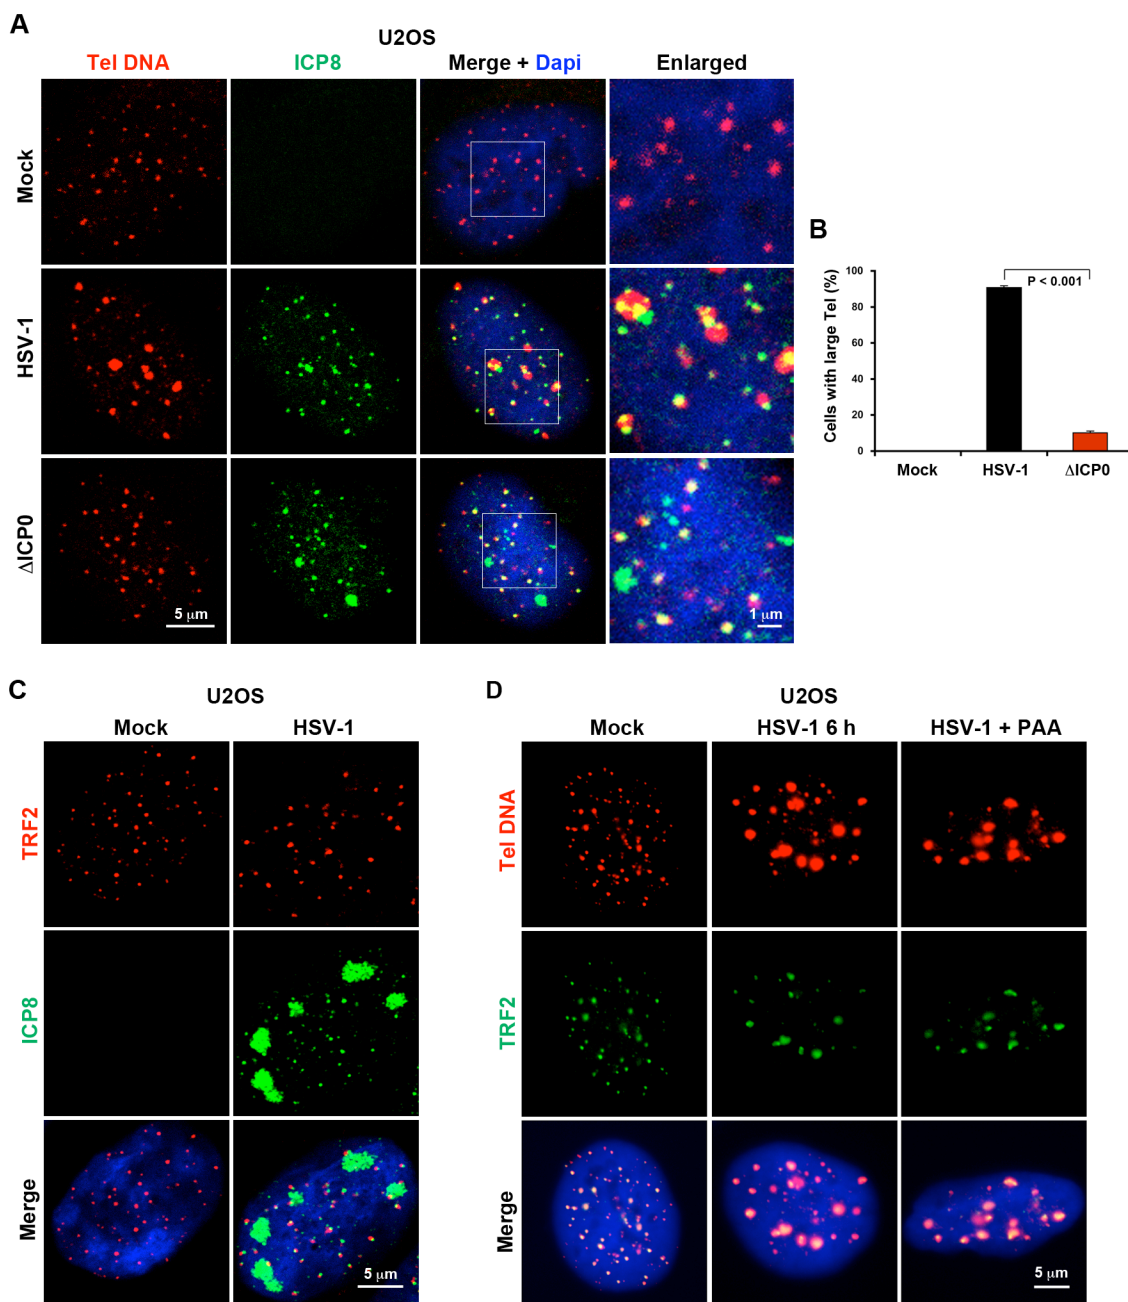 A
U2OS
Tel DNA ICP8 Merge + Dapi Enlarged
Mock
HSV-1
ΔICP0
5 μm
1 μm
B
Cells with large Tel (%)
100
80
60
40
20
0
P < 0.001
Mock HSV-1 ΔICP0
C
U2OS
Mock HSV-1
TRF2
ICP8
Merge
5 μm
D
U2OS
Mock HSV-1 6 h HSV-1 + PAA
Tel DNA
TRF2
Merge
5 μm